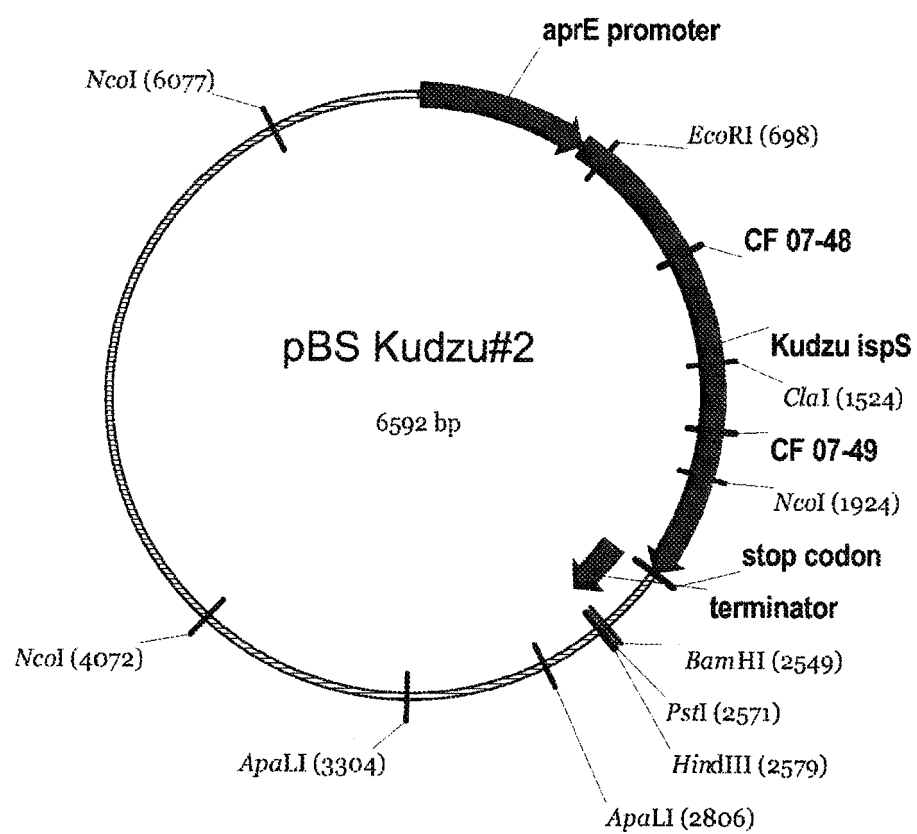 aprE promoter
NcoI (6077)
EcoRI (698)
CF 07-48
pBS Kudzu#2
Kudzu ispS
ClaI (1524)
6592 bp
CF 07-49
NcoI (1924)
stop codon
terminator
NcoI (4072)
BamHI (2549)
PstI (2571)
ApaLI (3304)
HindIII (2579)
ApaLI (2806)